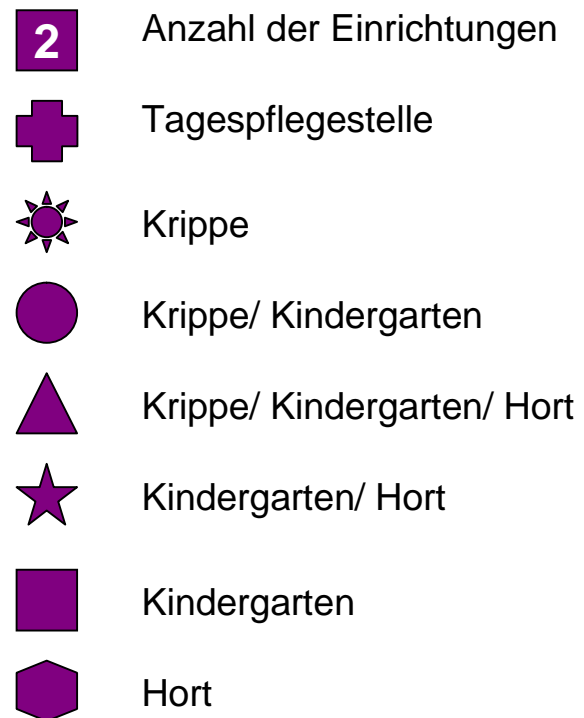 2 Anzahl der Einrichtungen
Tagespflegestelle
Krippe
Krippe/ Kindergarten
Krippe/ Kindergarten/ Hort
Kindergarten/ Hort
Kindergarten
Hort